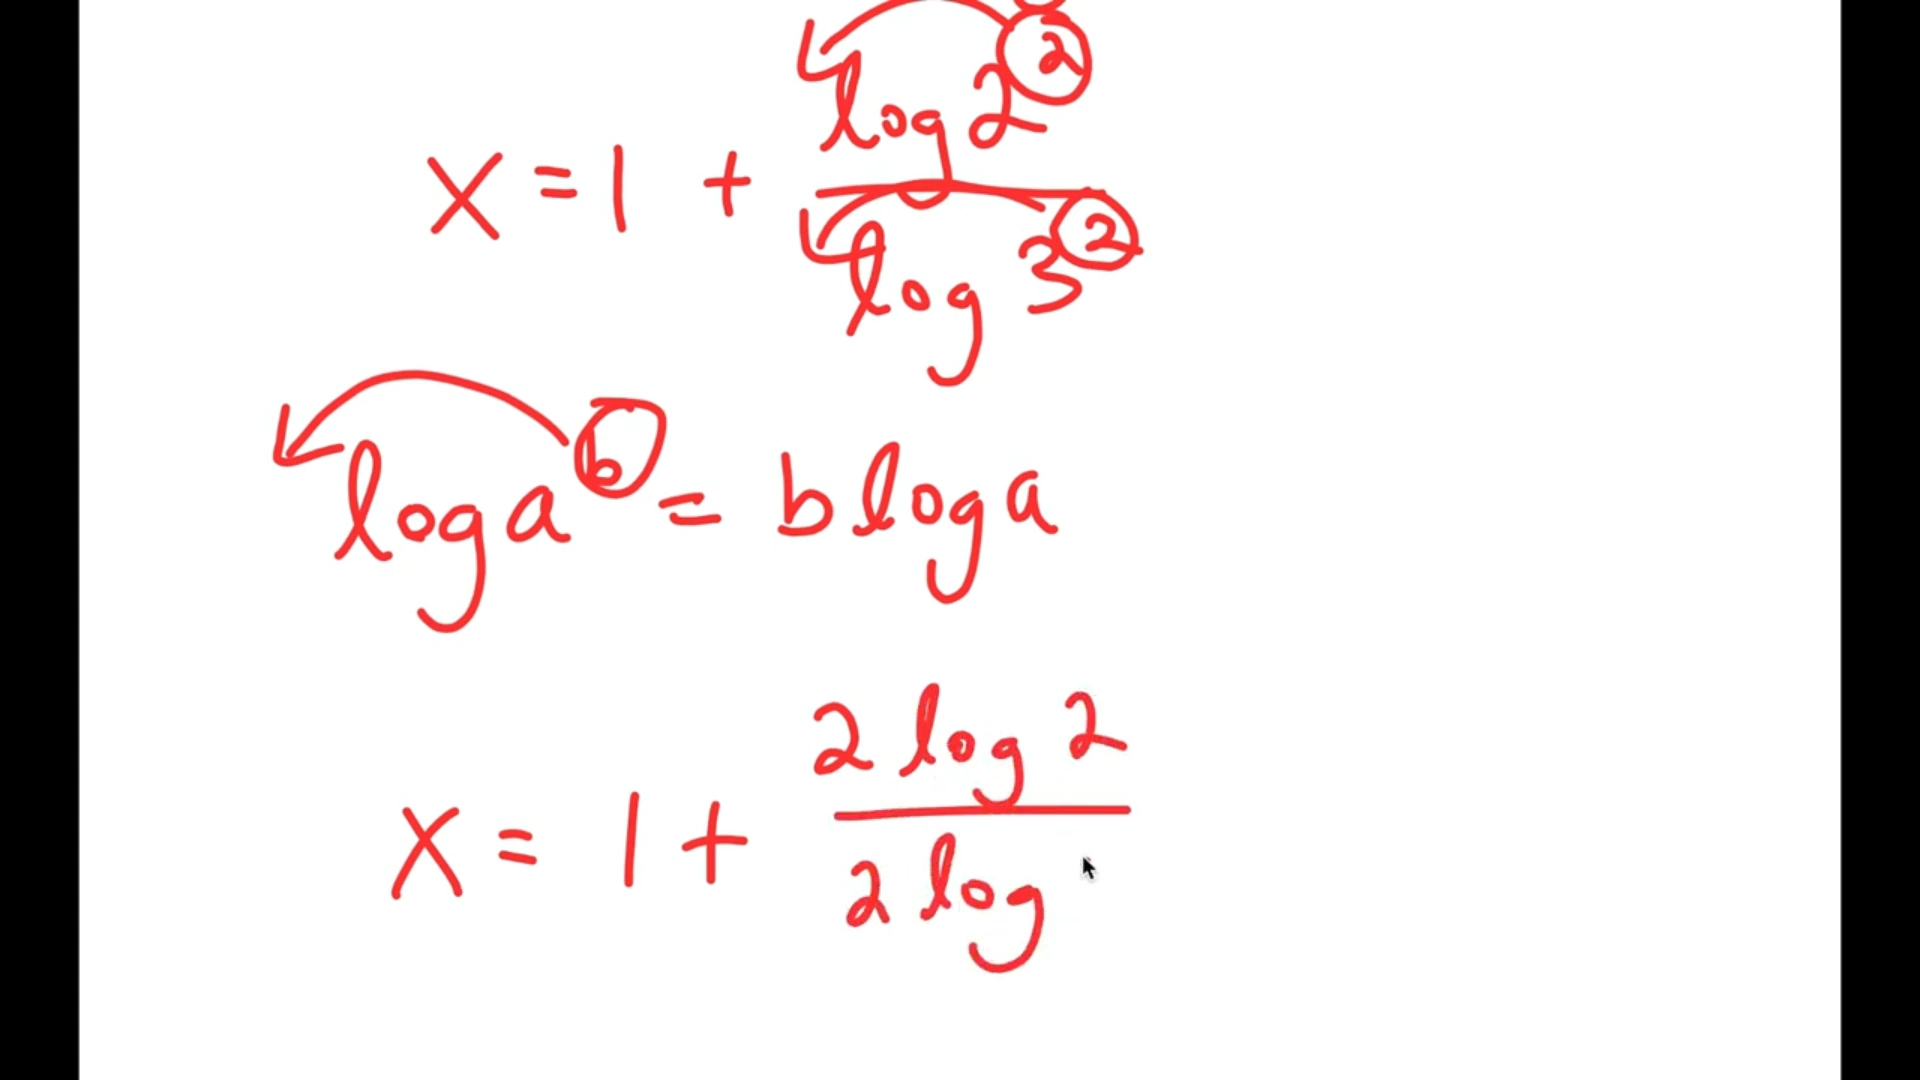 x = 1 + log 2^2 / log 3^2
log a^b = b log a
x = 1 + 2 log 2 / 2 log